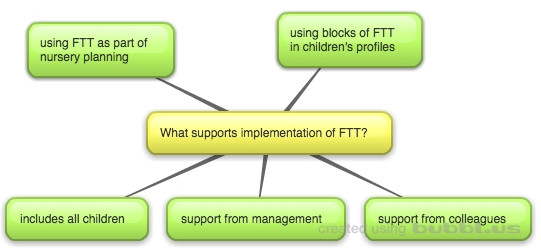 using FTT as part of
nursery planning
using blocks of FTT
in children's profiles
What supports implementation of FTT?
includes all children
support from management
support from colleagues
created using bubbl.us